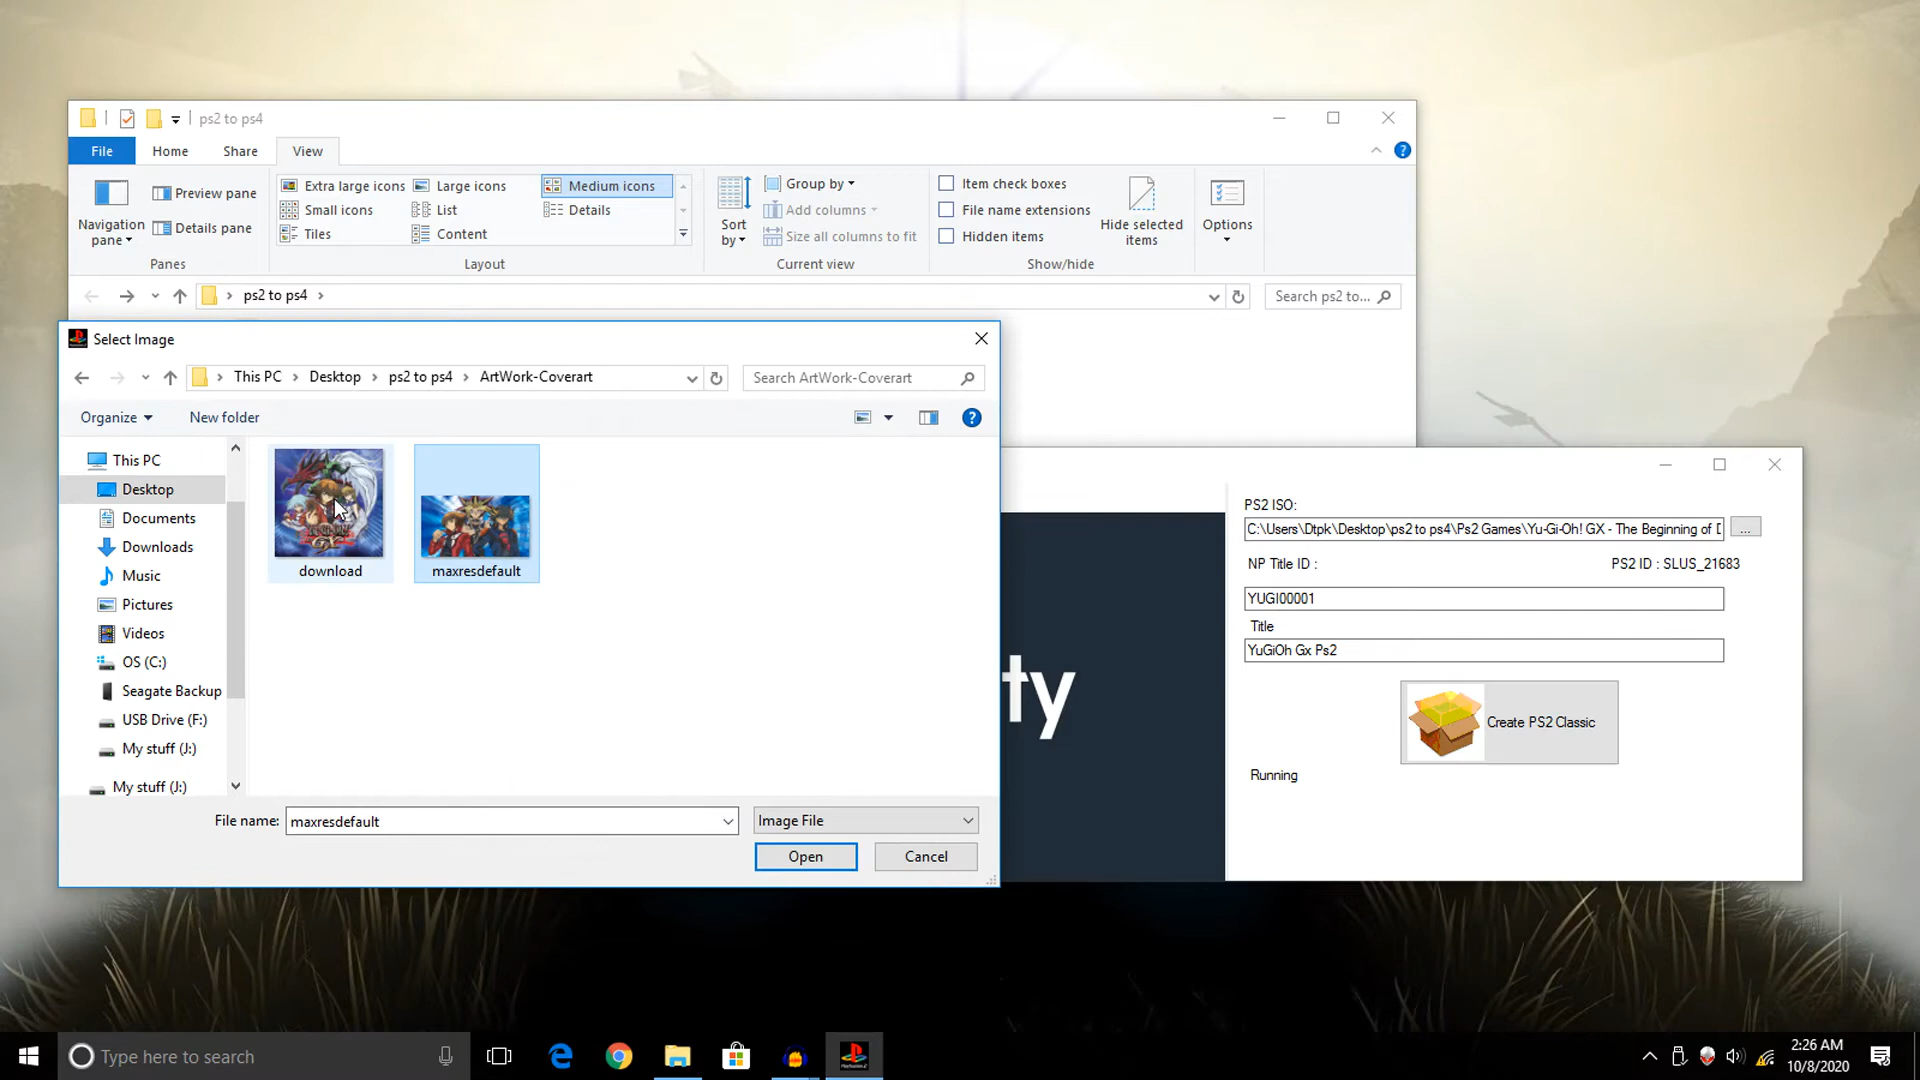 ps2 to ps4
File
Home
Share
View
Navigation pane
Preview pane
Details pane
Panes
Extra large icons
Large icons
Medium icons
Small icons
List
Details
Tiles
Content
Layout
Sort by
Group by
Add columns
Size all columns to fit
Current view
Item check boxes
File name extensions
Hidden items
Hide selected items
Show/hide
Options
ps2 to ps4
Search ps2 to...
Select Image
This PC
Desktop
ps2 to ps4
ArtWork-Coverart
Search ArtWork-Coverart
Organize
New folder
This PC
Desktop
Documents
Downloads
Music
Pictures
Videos
OS (C:)
Seagate Backup
USB Drive (F:)
My stuff (J:)
My stuff (J:)
download
maxresdefault
File name:
maxresdefault
Image File
Open
Cancel
ty
PS2 ISO:
C:\Users\Dtpk\Desktop\ps2 to ps4\Ps2 Games\Yu-Gi-Oh! GX - The Beginning of D
...
NP Title ID :
PS2 ID : SLUS_21683
YUGI00001
Title
YuGiOh Gx Ps2
Create PS2 Classic
Running
Type here to search
2:26 AM
10/8/2020